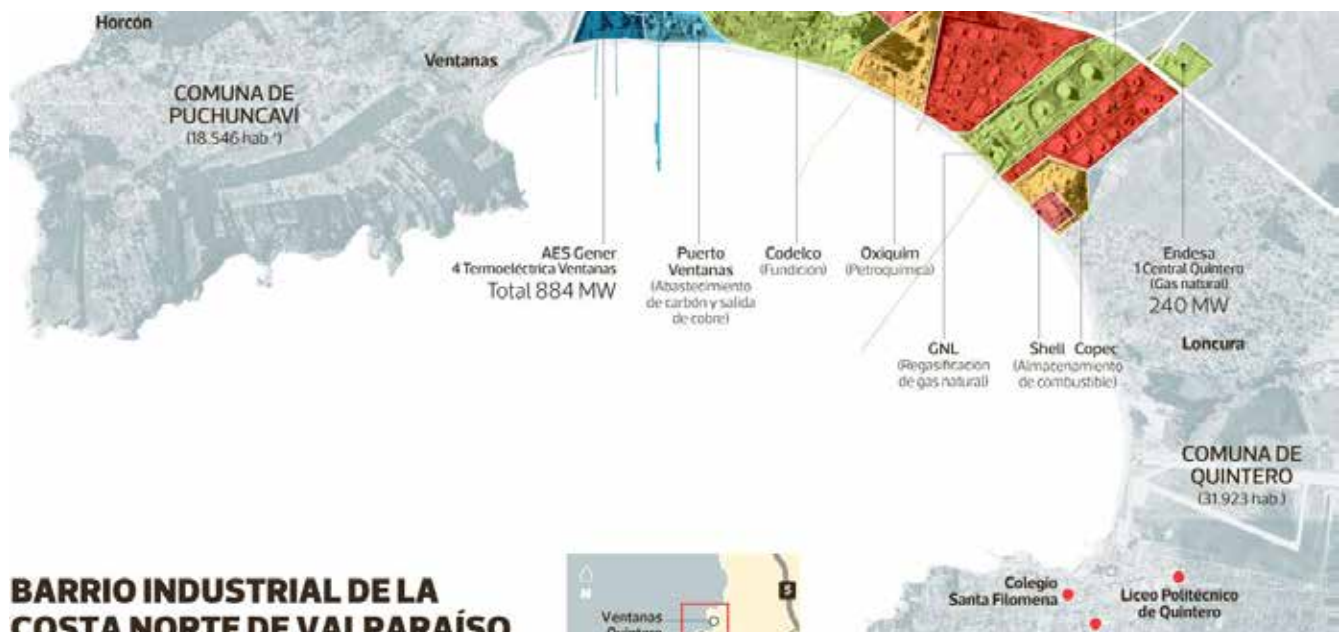 Horcón
Ventanas
COMUNA DE
PUCHUNCAVÍ
(18.546 hab.*)
AES Gener
4 Termoeléctrica Ventanas
Total 884 MW
Puerto
Ventanas
(Abastecimiento
de carbón y salida
de cobre)
Codelco
(Fundición)
Oxiquim
(Petroquímica)
Endesa
1 Central Quintero
(Gas natural)
240 MW
GNL
(Regasificación
de gas natural)
Shell Copec
(Almacenamiento
de combustible)
Loncura
COMUNA DE
QUINTERO
(31.923 hab.)
BARRIO INDUSTRIAL DE LA
COSTA NORTE DE VALPARAÍSO
N
5
Ventanas
Quintero
Colegio
Santa Filomena
Liceo Politécnico
de Quintero